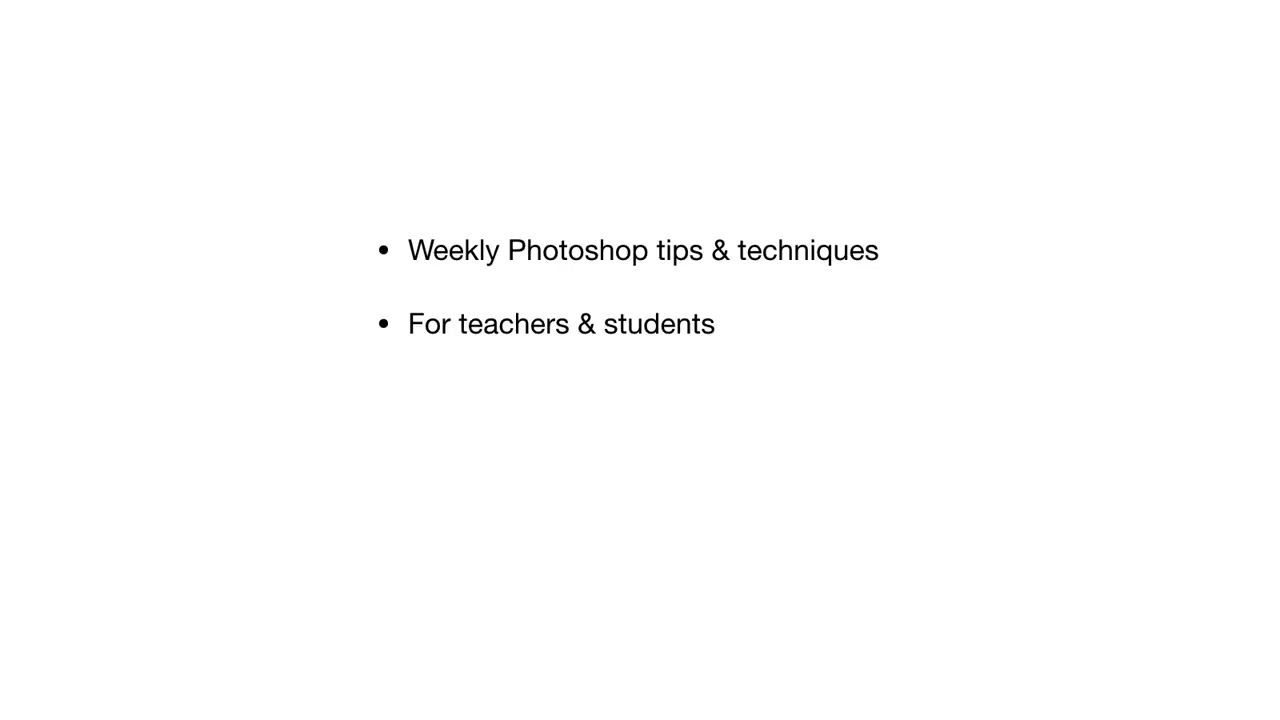 • Weekly Photoshop tips & techniques
• For teachers & students